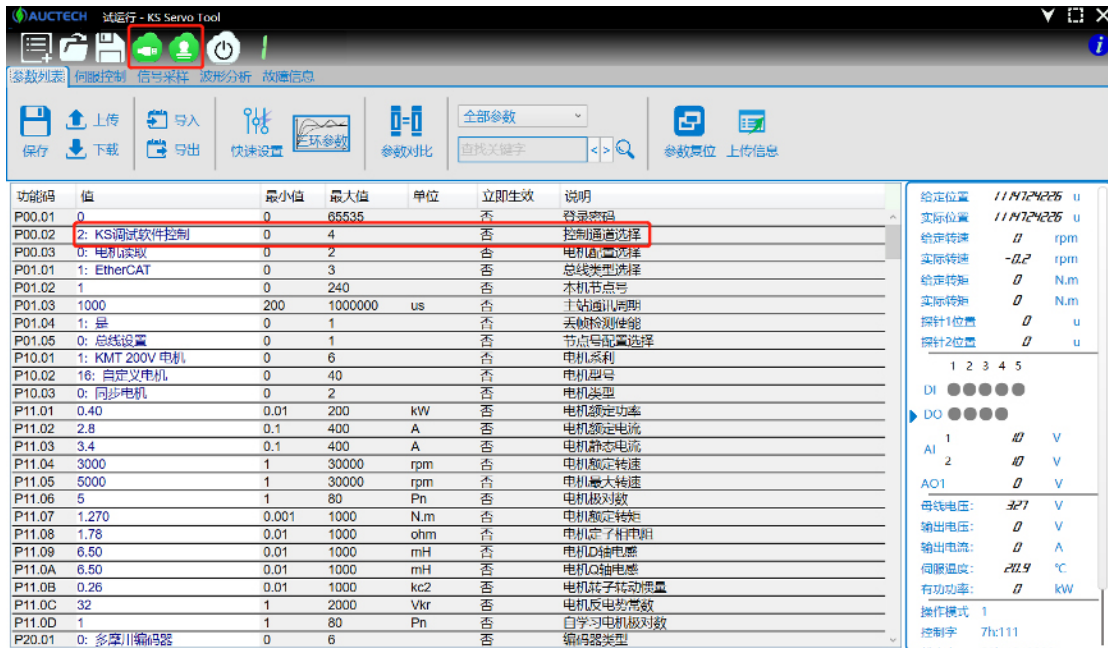 AUCTECH 试运行 - KS Servo Tool
参数列表 伺服控制 信号采样 波形分析 故障信息
保存 上传 下载 导入 导出 快速设置 三环参数 参数对比 全部参数 查找关键字 < > 参数复位 上传信息
功能码 值 最小值 最大值 单位 立即生效 说明
P00.01 0 0 65535 否 登录密码
P00.02 2: KS调试软件控制 0 4 否 控制通道选择
P00.03 0: 电机读取 0 2 否 电机配置选择
P01.01 1: EtherCAT 0 3 否 总线类型选择
P01.02 1 0 240 否 本机节点号
P01.03 1000 200 1000000 us 否 主站通讯周期
P01.04 1: 是 0 1 否 丢帧检测使能
P01.05 0: 总线设置 0 1 否 节点号配置选择
P10.01 1: KMT 200V 电机 0 6 否 电机系列
P10.02 16: 自定义电机 0 40 否 电机型号
P10.03 0: 同步电机 0 2 否 电机类型
P11.01 0.40 0.01 200 kW 否 电机额定功率
P11.02 2.8 0.1 400 A 否 电机额定电流
P11.03 3.4 0.1 400 A 否 电机静态电流
P11.04 3000 1 30000 rpm 否 电机额定转速
P11.05 5000 1 30000 rpm 否 电机最大转速
P11.06 5 1 80 Pn 否 电机极对数
P11.07 1.270 0.001 1000 N.m 否 电机额定转矩
P11.08 1.78 0.01 1000 ohm 否 电机定子相电阻
P11.09 6.50 0.01 1000 mH 否 电机D轴电感
P11.0A 6.50 0.01 1000 mH 否 电机Q轴电感
P11.0B 0.26 0.01 1000 kc2 否 电机转子转动惯量
P11.0C 32 1 2000 Vkr 否 电机反电势常数
P11.0D 1 1 80 Pn 否 自学习电机极对数
P20.01 0: 多摩川编码器 0 6 否 编码器类型
给定位置 1114724226 u
实际位置 1114724226 u
给定转速 0 rpm
实际转速 -0.2 rpm
给定转矩 0 N.m
实际转矩 0 N.m
探针1位置 0 u
探针2位置 0 u
1 2 3 4 5
DI
DO
AI 1 10 V
2 10 V
AO1 0 V
母线电压: 327 V
输出电压: 0 V
输出电流: 0 A
伺服温度: 20.9 ℃
有功功率: 0 kW
操作模式 1
控制字 7h:111